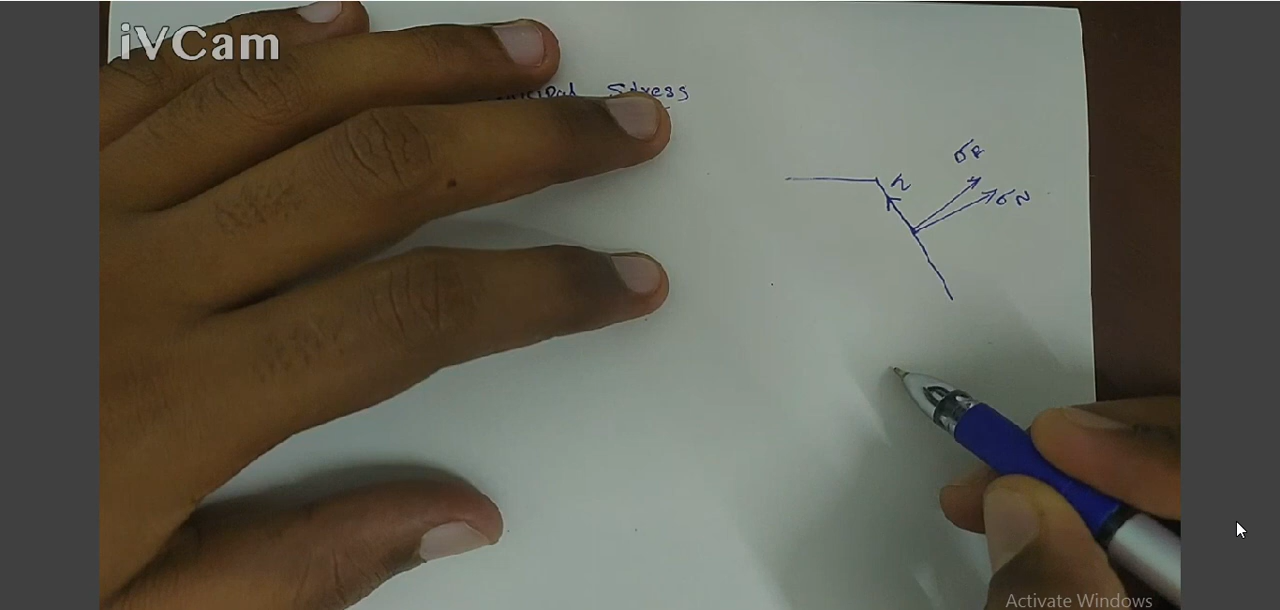 iVCam
Stress
σR
σN
Activate Windows